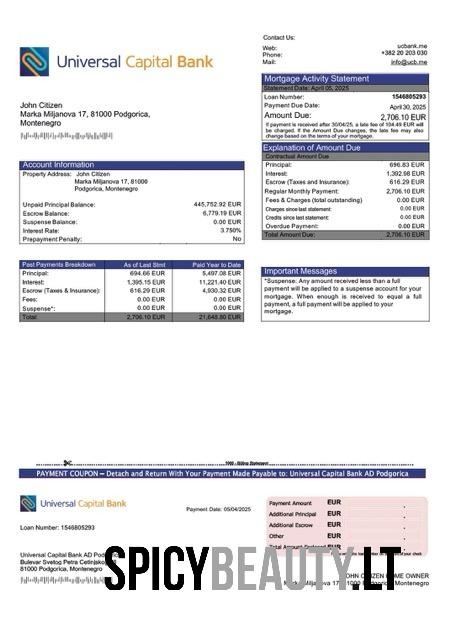 Contact Us:
Web: ucbank.me
Phone: +382 20 203 030
Mail: info@ucb.me
Universal Capital Bank
John Citizen
Marka Miljanova 17, 81000 Podgorica,
Montenegro
Mortgage Activity Statement
Statement Date: April 05, 2025
Loan Number: 1546805293
Payment Due Date: April 30, 2025
Amount Due: 2,706.10 EUR
If payment is received after 30/04/25, a late fee of 104.49 EUR will
be charged. If the Amount Due changes, the late fee may also
change based on the terms of your mortgage.
Explanation of Amount Due
Contractual Amount Due
Principal: 696.83 EUR
Interest: 1,392.98 EUR
Escrow (Taxes and Insurance): 616.29 EUR
Regular Monthly Payment: 2,706.10 EUR
Fees & Charges (total outstanding) 0.00 EUR
Charges since last statement: 0.00 EUR
Credits since last statement: 0.00 EUR
Overdue Payment: 0.00 EUR
Total Amount Due: 2,706.10 EUR
Account Information
Property Address: John Citizen
Marka Miljanova 17, 81000
Podgorica, Montenegro
Unpaid Principal Balance: 445,752.92 EUR
Escrow Balance: 6,779.19 EUR
Suspense Balance: 0.00 EUR
Interest Rate: 3.750%
Prepayment Penalty: No
Past Payments Breakdown As of Last Stmt Paid Year to Date
Principal: 694.66 EUR 5,497.08 EUR
Interest: 1,395.15 EUR 11,221.40 EUR
Escrow (Taxes & Insurance): 616.29 EUR 4,930.32 EUR
Fees: 0.00 EUR 0.00 EUR
Suspense*: 0.00 EUR 0.00 EUR
Total: 2,706.10 EUR 21,648.80 EUR
Important Messages
*Suspense: Any amount received less than a full
payment will be applied to a suspense account for your
mortgage. When enough is received to equal a full
payment, a full payment will be applied to your
mortgage.
PAYMENT COUPON – Detach and Return With Your Payment Made Payable to: Universal Capital Bank AD Podgorica
Universal Capital Bank
Payment Date: 05/04/2025
Loan Number: 1546805293
Payment Amount EUR
Additional Principal EUR
Additional Escrow EUR
Other EUR
EUR
Universal Capital Bank AD
Bulevar Svetog Petra
81000 Podgorica, Montenegro
SPICYBEAUTY.LT
HOME OWNER
Montenegro